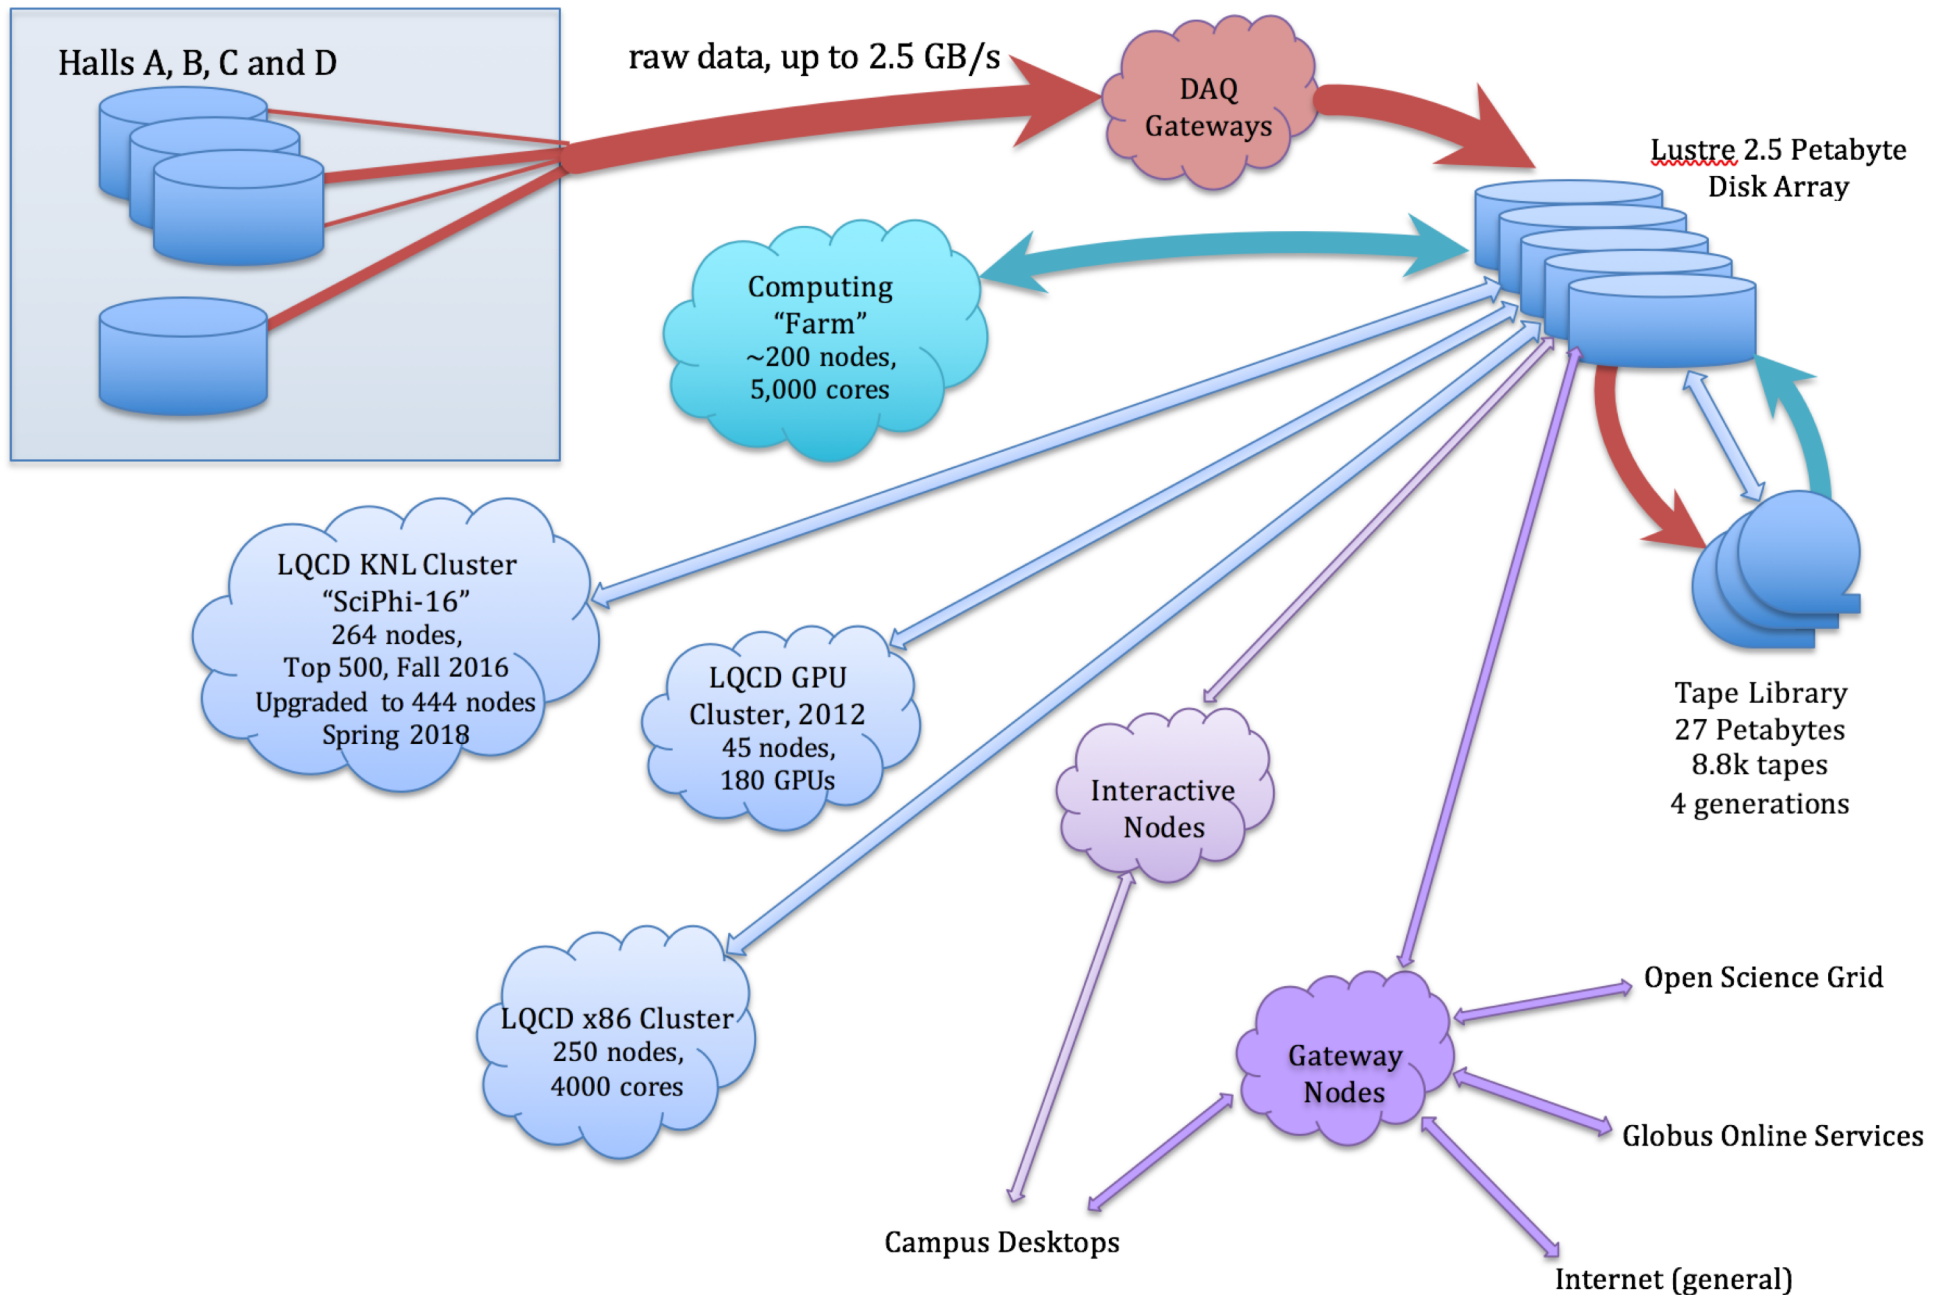 Halls A, B, C and D
raw data, up to 2.5 GB/s
DAQ
Gateways
Lustre 2.5 Petabyte
Disk Array
Computing
“Farm”
~200 nodes,
5,000 cores
LQCD KNL Cluster
“SciPhi-16”
264 nodes,
Top 500, Fall 2016
Upgraded to 444 nodes
Spring 2018
LQCD GPU
Cluster, 2012
45 nodes,
180 GPUs
Tape Library
27 Petabytes
8.8k tapes
4 generations
Interactive
Nodes
LQCD x86 Cluster
250 nodes,
4000 cores
Gateway
Nodes
Open Science Grid
Globus Online Services
Campus Desktops
Internet (general)